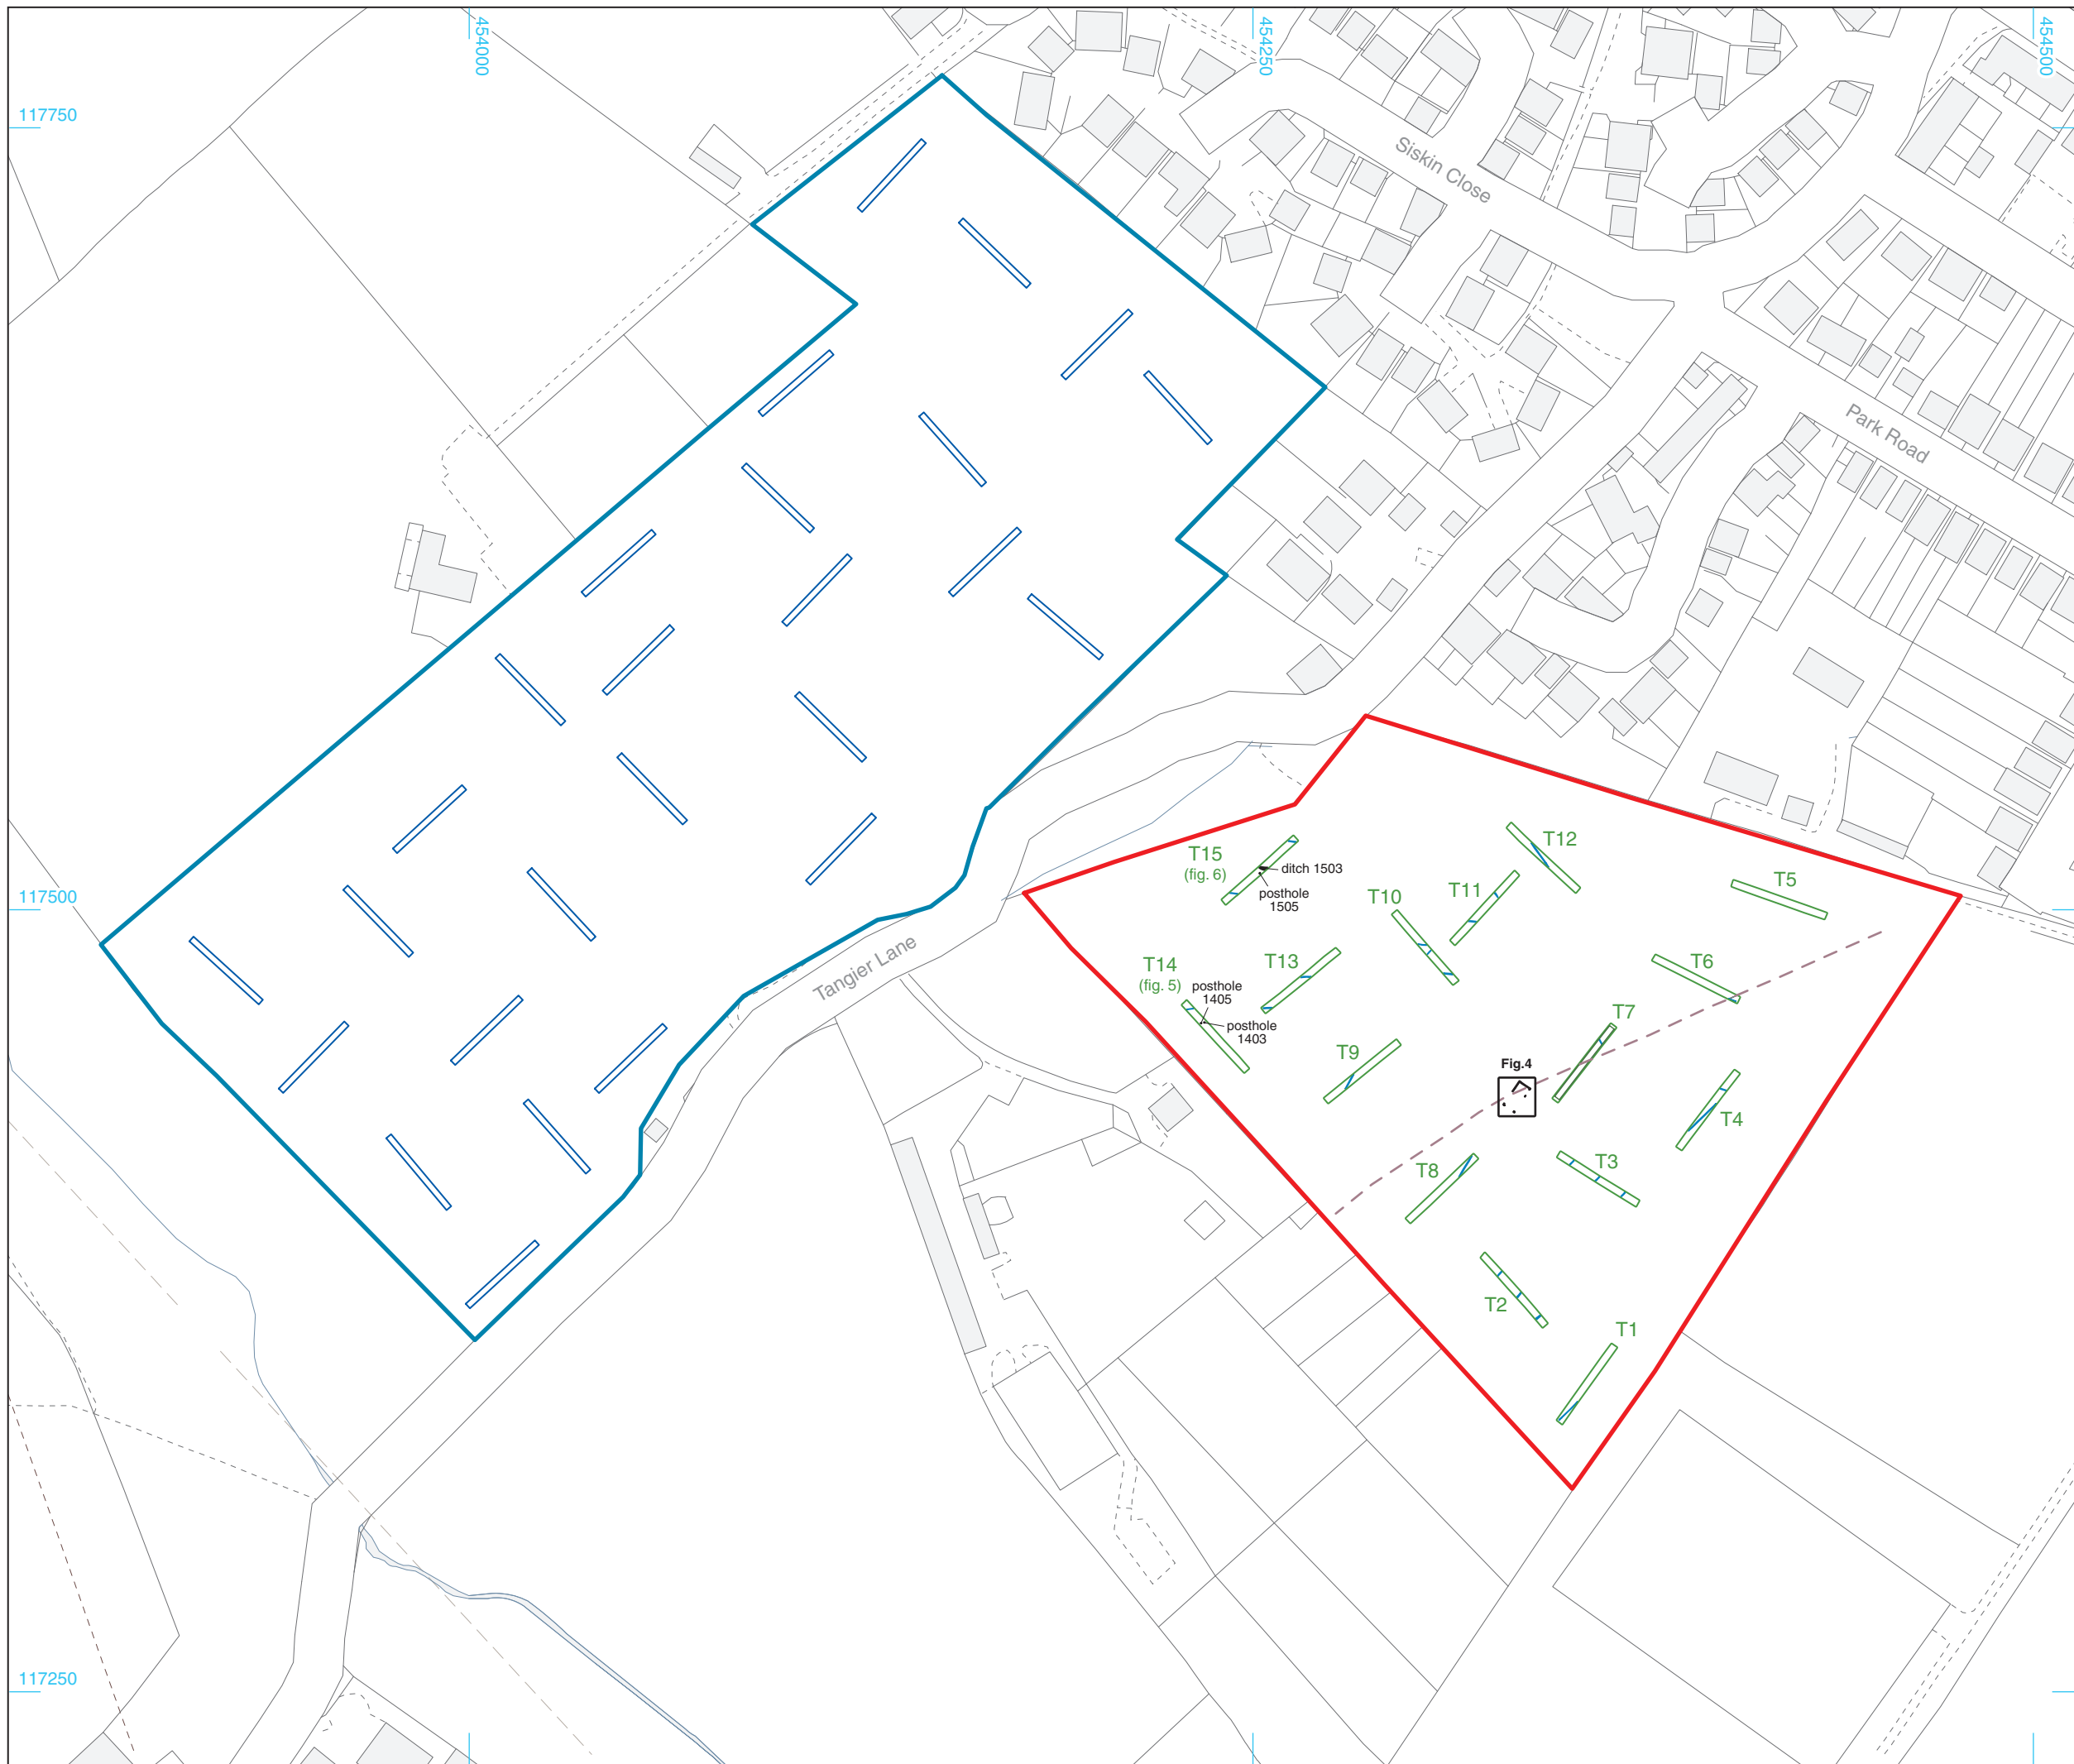 454000
454250
454500
117750
Siskin Close
Park Road
117500
Tangier Lane
T15
(fig. 6)
ditch 1503
posthole
1505
T12
T11
T10
T5
T14
(fig. 5)
posthole
1405
posthole
1403
T13
T6
T7
T9
Fig.4
T4
T8
T3
T2
T1
117250